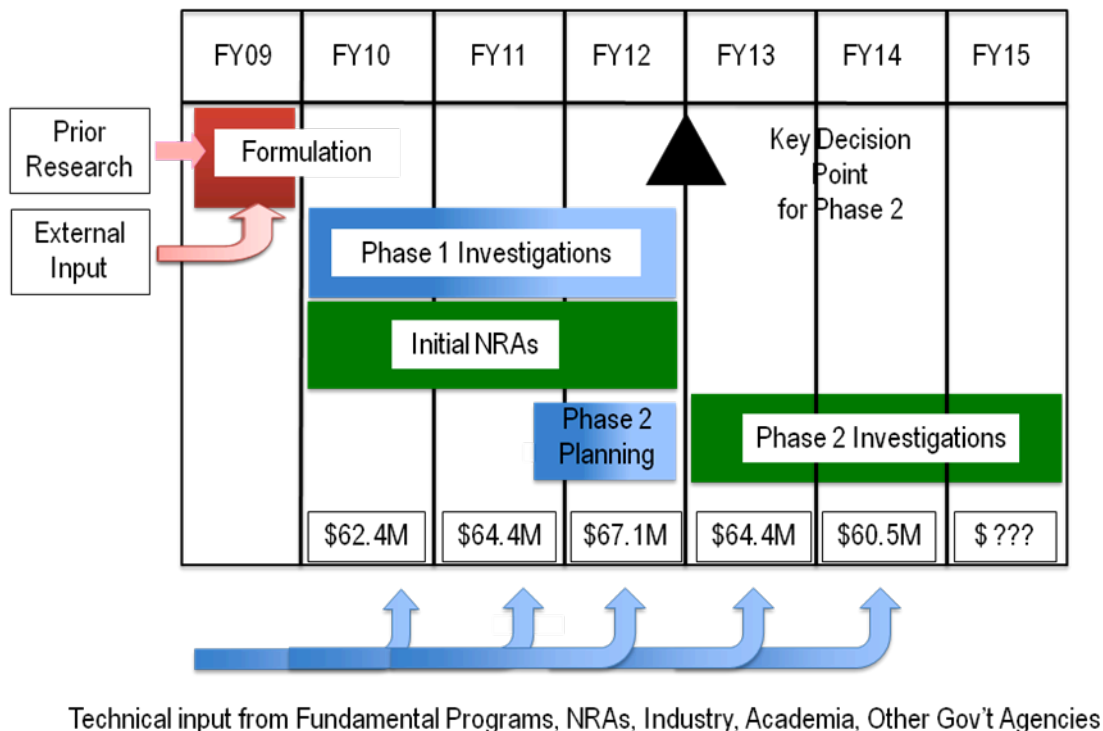 FY09
FY10
FY11
FY12
FY13
FY14
FY15
Prior
Research
Formulation
Key Decision
Point
for Phase 2
External
Input
Phase 1 Investigations
Initial NRAs
Phase 2
Planning
Phase 2 Investigations
$62.4M
$64.4M
$67.1M
$64.4M
$60.5M
$ ???
Technical input from Fundamental Programs, NRAs, Industry, Academia, Other Gov't Agencies